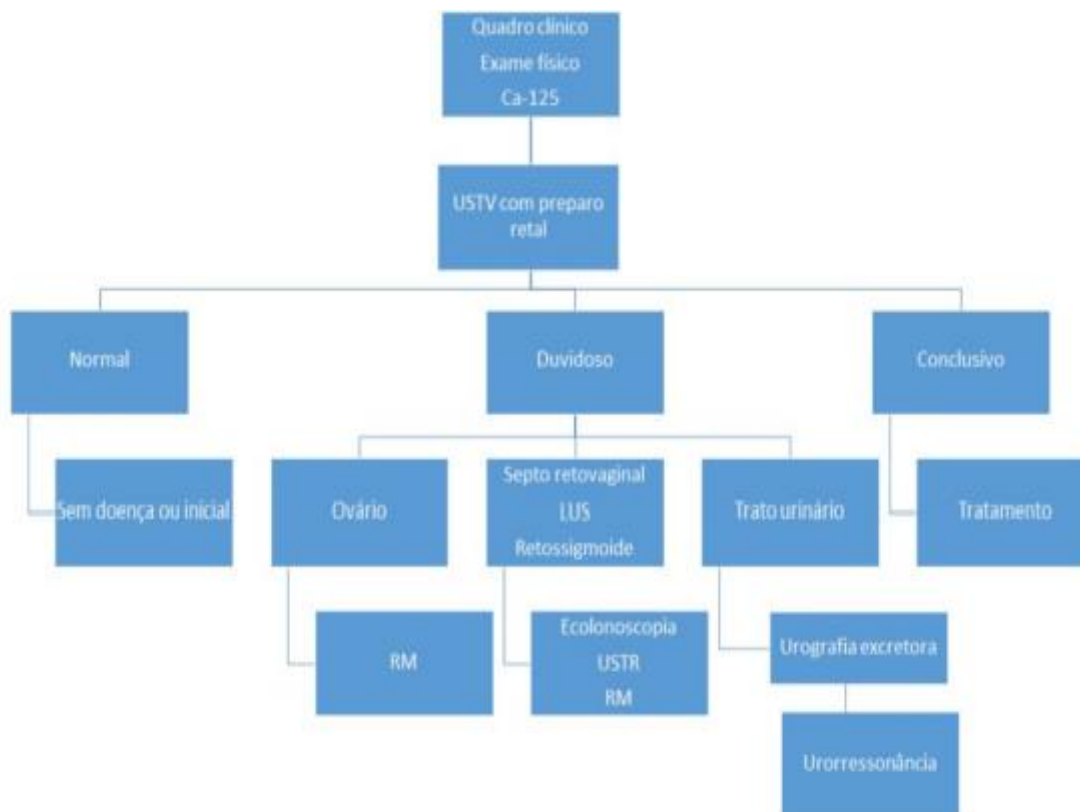 Quadro clínico
Exame físico
Ca-125
USTV com preparo
retal
Normal
Duvidoso
Conclusivo
Sem doença ou inicial
Ovário
Septo retovaginal
LUS
Retossigmoide
Trato urinário
Tratamento
RM
Ecolonoscopia
USTR
RM
Urografia excretora
Urorressonância